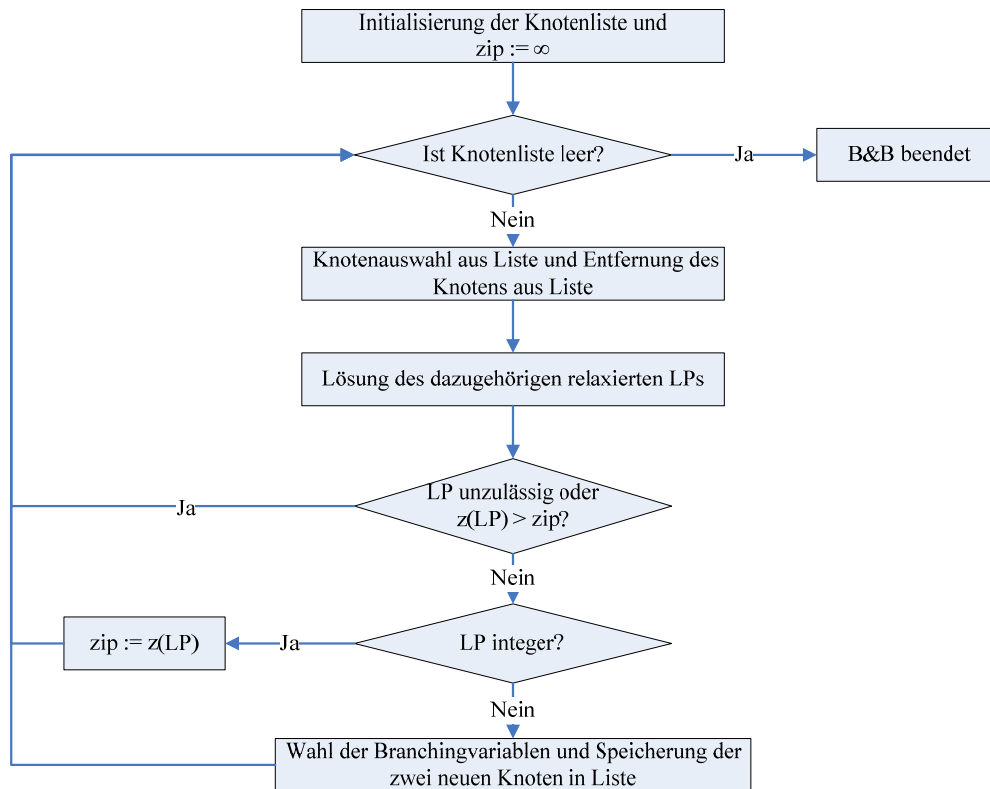 Initialisierung der Knotenliste und
zip := ∞
Ist Knotenliste leer?
Ja
B&B beendet
Nein
Knotenauswahl aus Liste und Entfernung des
Knotens aus Liste
Lösung des dazugehörigen relaxierten LPs
LP unzulässig oder
z(LP) > zip?
Ja
Nein
zip := z(LP)
Ja
LP integer?
Nein
Wahl der Branchingvariablen und Speicherung der
zwei neuen Knoten in Liste